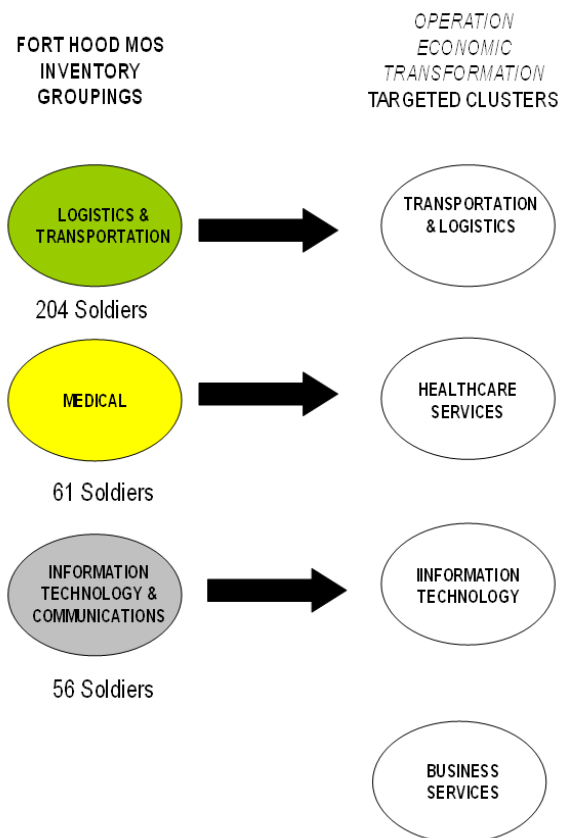 FORT HOOD MOS
INVENTORY
GROUPINGS
OPERATION
ECONOMIC
TRANSFORMATION
TARGETED CLUSTERS
LOGISTICS &
TRANSPORTATION
204 Soldiers
TRANSPORTATION
& LOGISTICS
MEDICAL
61 Soldiers
HEALTHCARE
SERVICES
INFORMATION
TECHNOLOGY &
COMMUNICATIONS
56 Soldiers
IINFORMATION
TECHNOLOGY
BUSINESS
SERVICES